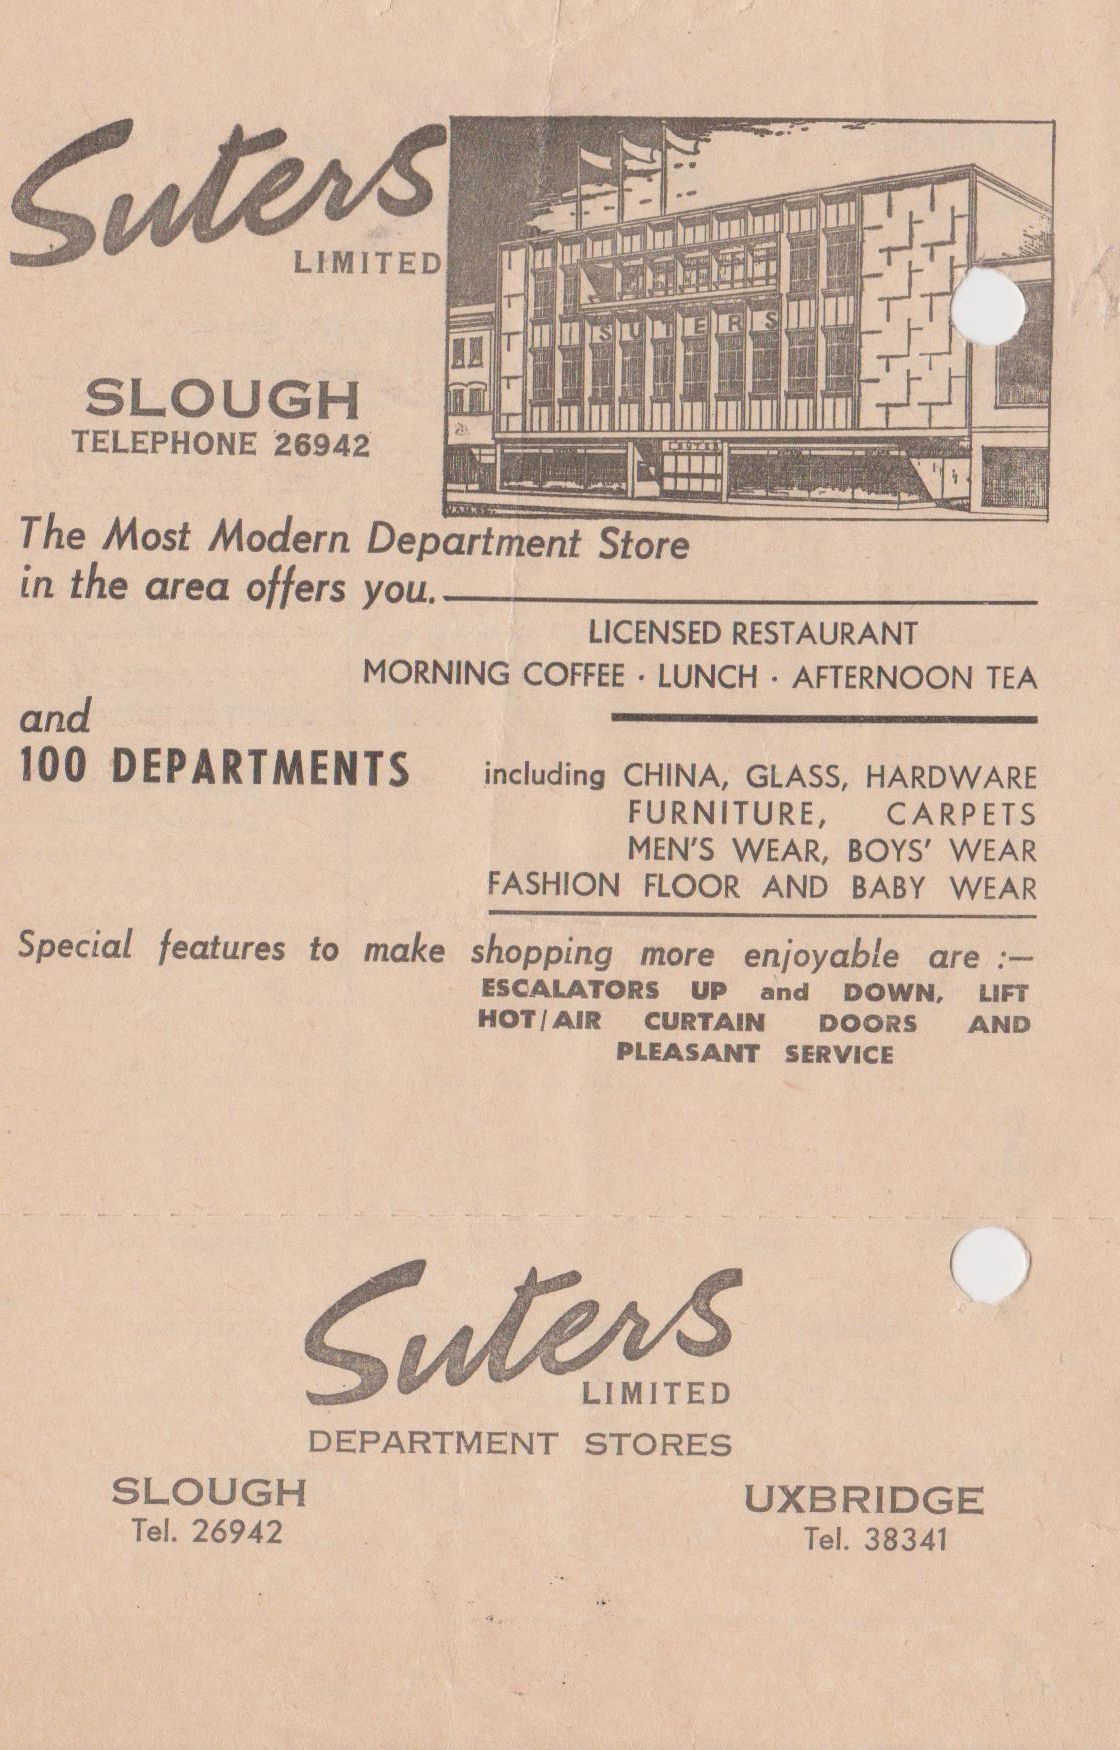 Suters
LIMITED
SUTERS
SLOUGH
TELEPHONE 26942
The Most Modern Department Store
in the area offers you.
LICENSED RESTAURANT
MORNING COFFEE · LUNCH · AFTERNOON TEA
and
100 DEPARTMENTS including CHINA, GLASS, HARDWARE
FURNITURE, CARPETS
MEN'S WEAR, BOYS' WEAR
FASHION FLOOR AND BABY WEAR
Special features to make shopping more enjoyable are :—
ESCALATORS UP and DOWN, LIFT
HOT/AIR CURTAIN DOORS AND
PLEASANT SERVICE
Suters
LIMITED
DEPARTMENT STORES
SLOUGH
Tel. 26942
UXBRIDGE
Tel. 38341